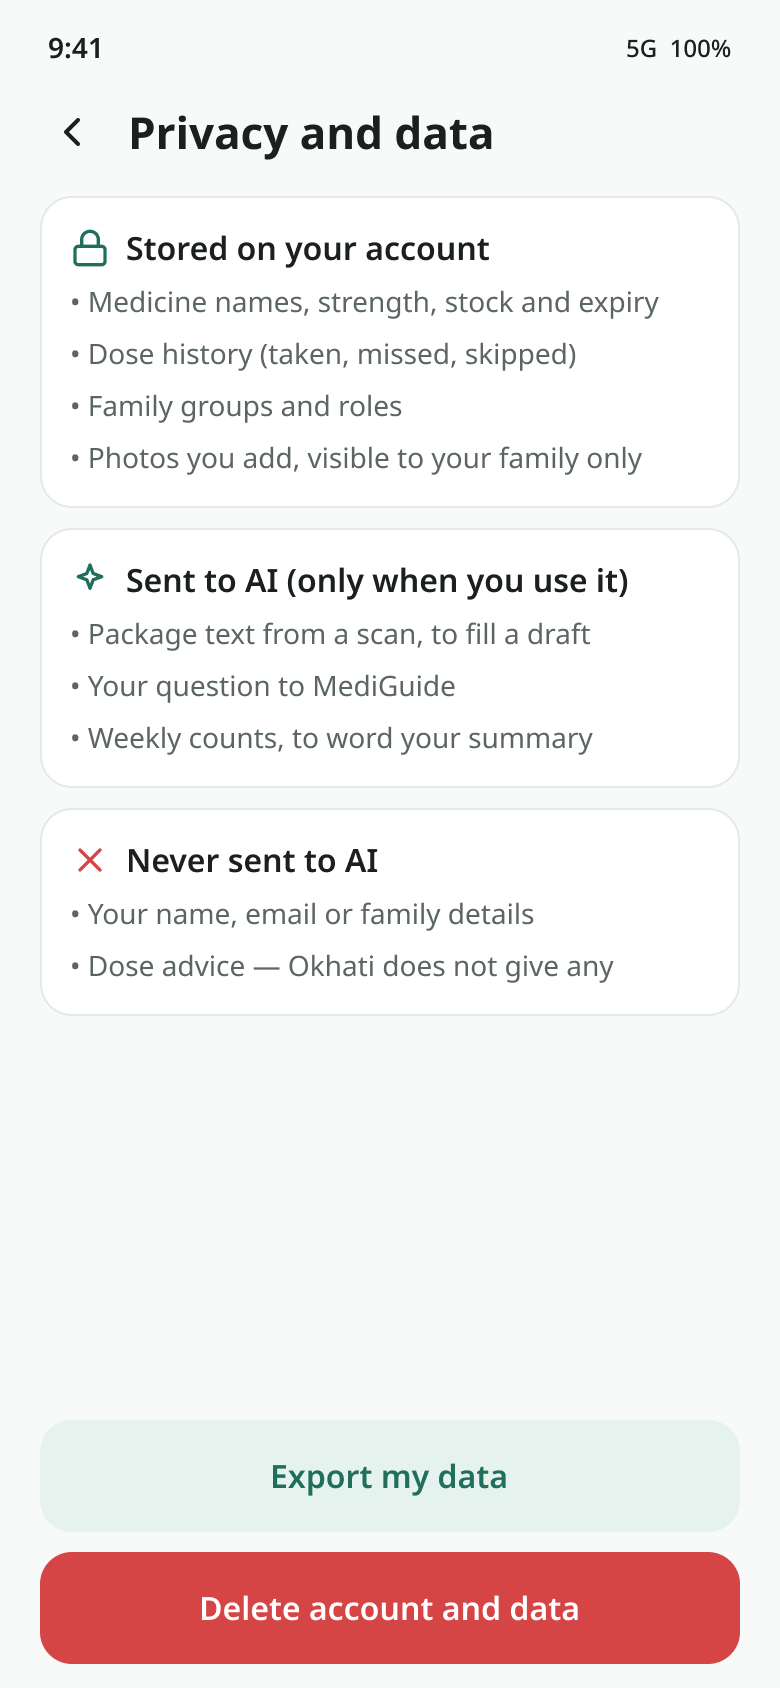 9:41
5G 100%
Privacy and data
Stored on your account
• Medicine names, strength, stock and expiry
• Dose history (taken, missed, skipped)
• Family groups and roles
• Photos you add, visible to your family only
Sent to AI (only when you use it)
• Package text from a scan, to fill a draft
• Your question to MediGuide
• Weekly counts, to word your summary
Never sent to AI
• Your name, email or family details
• Dose advice — Okhati does not give any
Export my data
Delete account and data